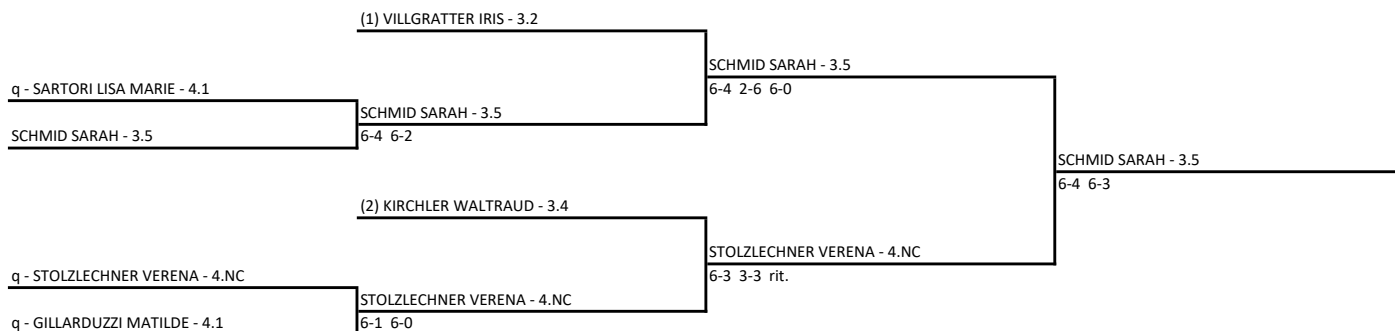 (1) VILLGRATTER IRIS - 3.2
SCHMID SARAH - 3.5
q - SARTORI LISA MARIE - 4.1
6-4 2-6 6-0
SCHMID SARAH - 3.5
SCHMID SARAH - 3.5
6-4 6-2
SCHMID SARAH - 3.5
6-4 6-3
(2) KIRCHLER WALTRAUD - 3.4
STOLZLECHNER VERENA - 4.NC
q - STOLZLECHNER VERENA - 4.NC
6-3 3-3 rit.
STOLZLECHNER VERENA - 4.NC
q - GILLARDUZZI MATILDE - 4.1
6-1 6-0